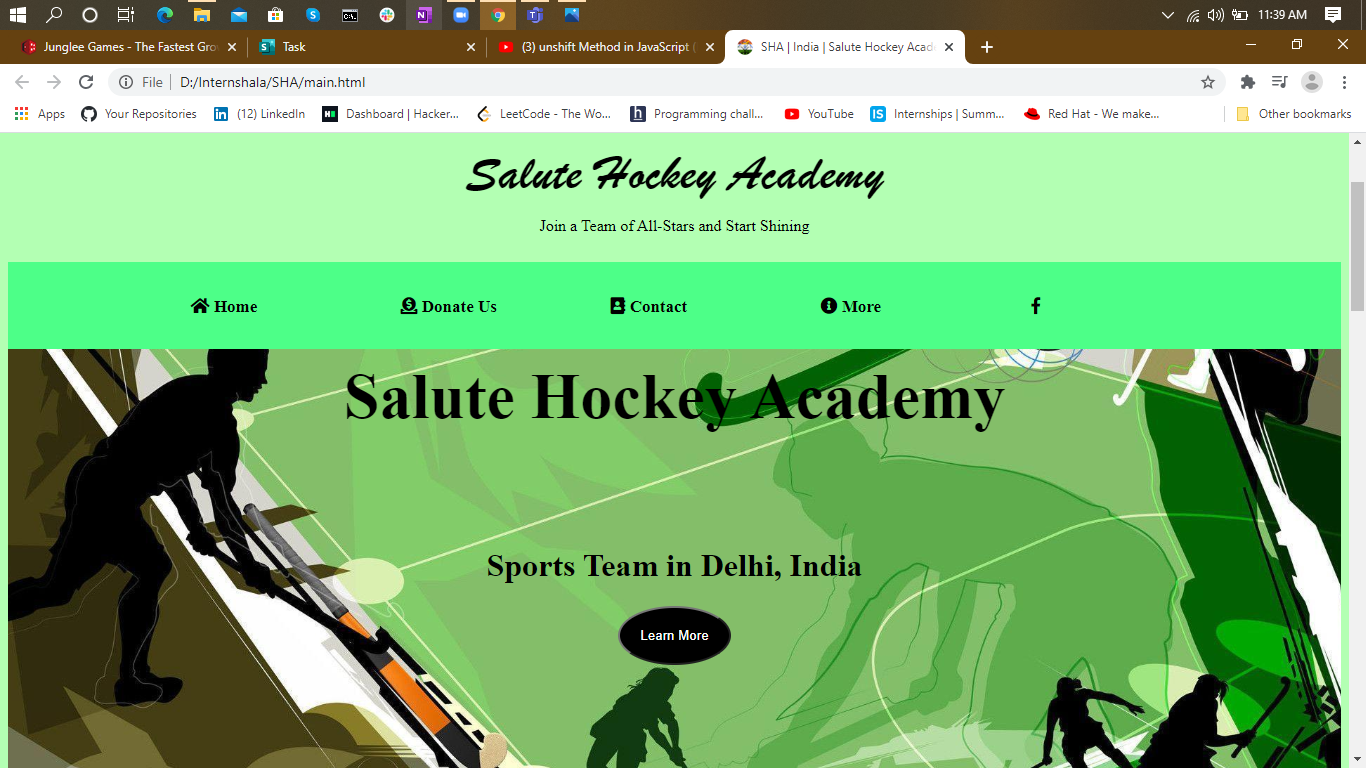 11:39 AM
Junglee Games - The Fastest Gro
Task
(3) unshift Method in JavaScript (
SHA | India | Salute Hockey Acade
File | D:/Internshala/SHA/main.html
Apps
Your Repositories
(12) LinkedIn
Dashboard | Hacker...
LeetCode - The Wo...
Programming chall...
YouTube
Internships | Summ...
Red Hat - We make...
Other bookmarks
Salute Hockey Academy
Join a Team of All-Stars and Start Shining
Home
Donate Us
Contact
More
Salute Hockey Academy
Sports Team in Delhi, India
Learn More